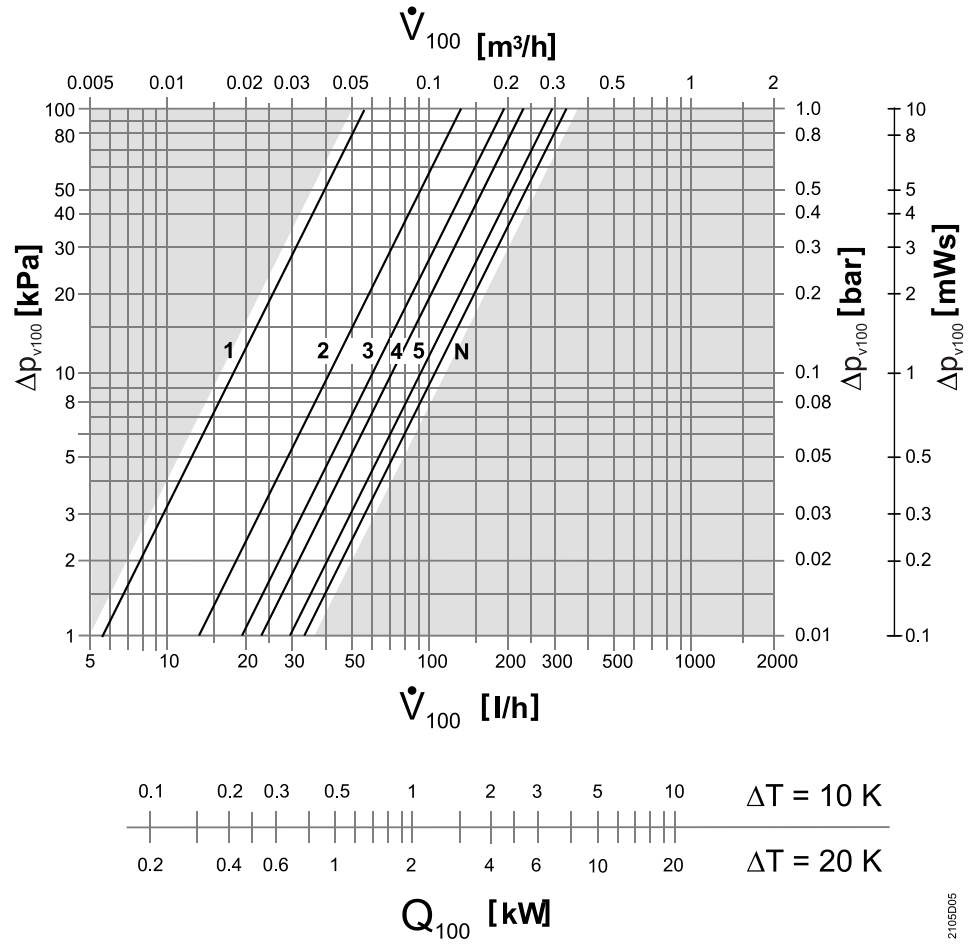 V̇100 [m³/h]
0.005 0.01 0.02 0.03 0.05 0.1 0.2 0.3 0.5 1 2
100 1.0 10
80 0.8 8
50 0.5 5
40 0.4 4
30 0.3 3
20 0.2 2
1 2 3 4 5 N
10 0.1 1
8 0.08
5 0.05 0.5
3 0.03 0.3
2 0.02 0.2
1 0.01 0.1
Δpv100 [kPa]
Δpv100 [bar]
Δpv100 [mWs]
5 10 20 30 50 100 200 300 500 1000 2000
V̇100 [l/h]
0.1 0.2 0.3 0.5 1 2 3 5 10 ΔT = 10 K
0.2 0.4 0.6 1 2 4 6 10 20 ΔT = 20 K
Q100 [kW]
2105D05